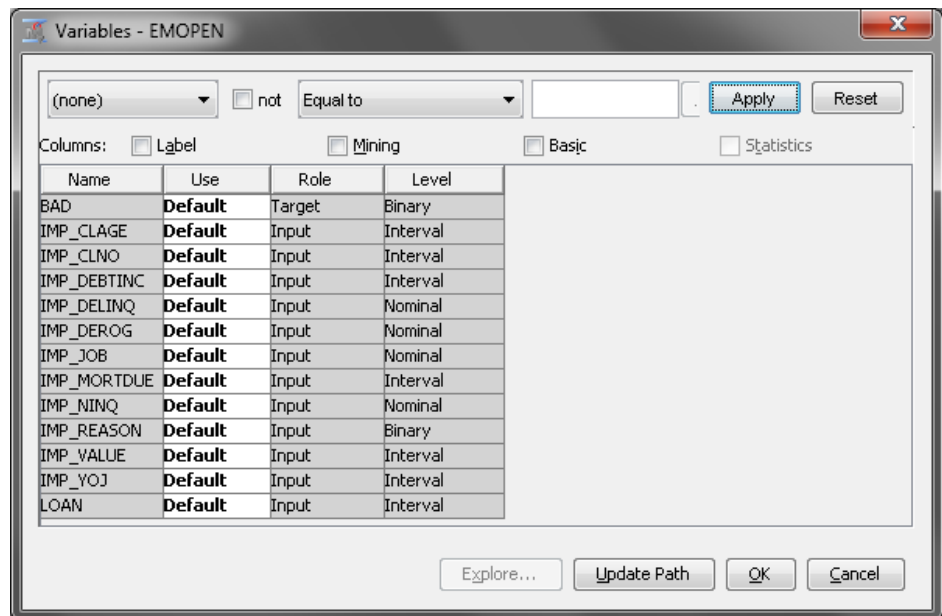 Variables - EMOPEN
(none) not Equal to . Apply Reset
Columns: Label Mining Basic Statistics
Name Use Role Level
BAD Default Target Binary
IMP_CLAGE Default Input Interval
IMP_CLNO Default Input Interval
IMP_DEBTINC Default Input Interval
IMP_DELINQ Default Input Nominal
IMP_DEROG Default Input Nominal
IMP_JOB Default Input Nominal
IMP_MORTDUE Default Input Interval
IMP_NINQ Default Input Nominal
IMP_REASON Default Input Binary
IMP_VALUE Default Input Interval
IMP_YOJ Default Input Interval
LOAN Default Input Interval
Explore... Update Path OK Cancel